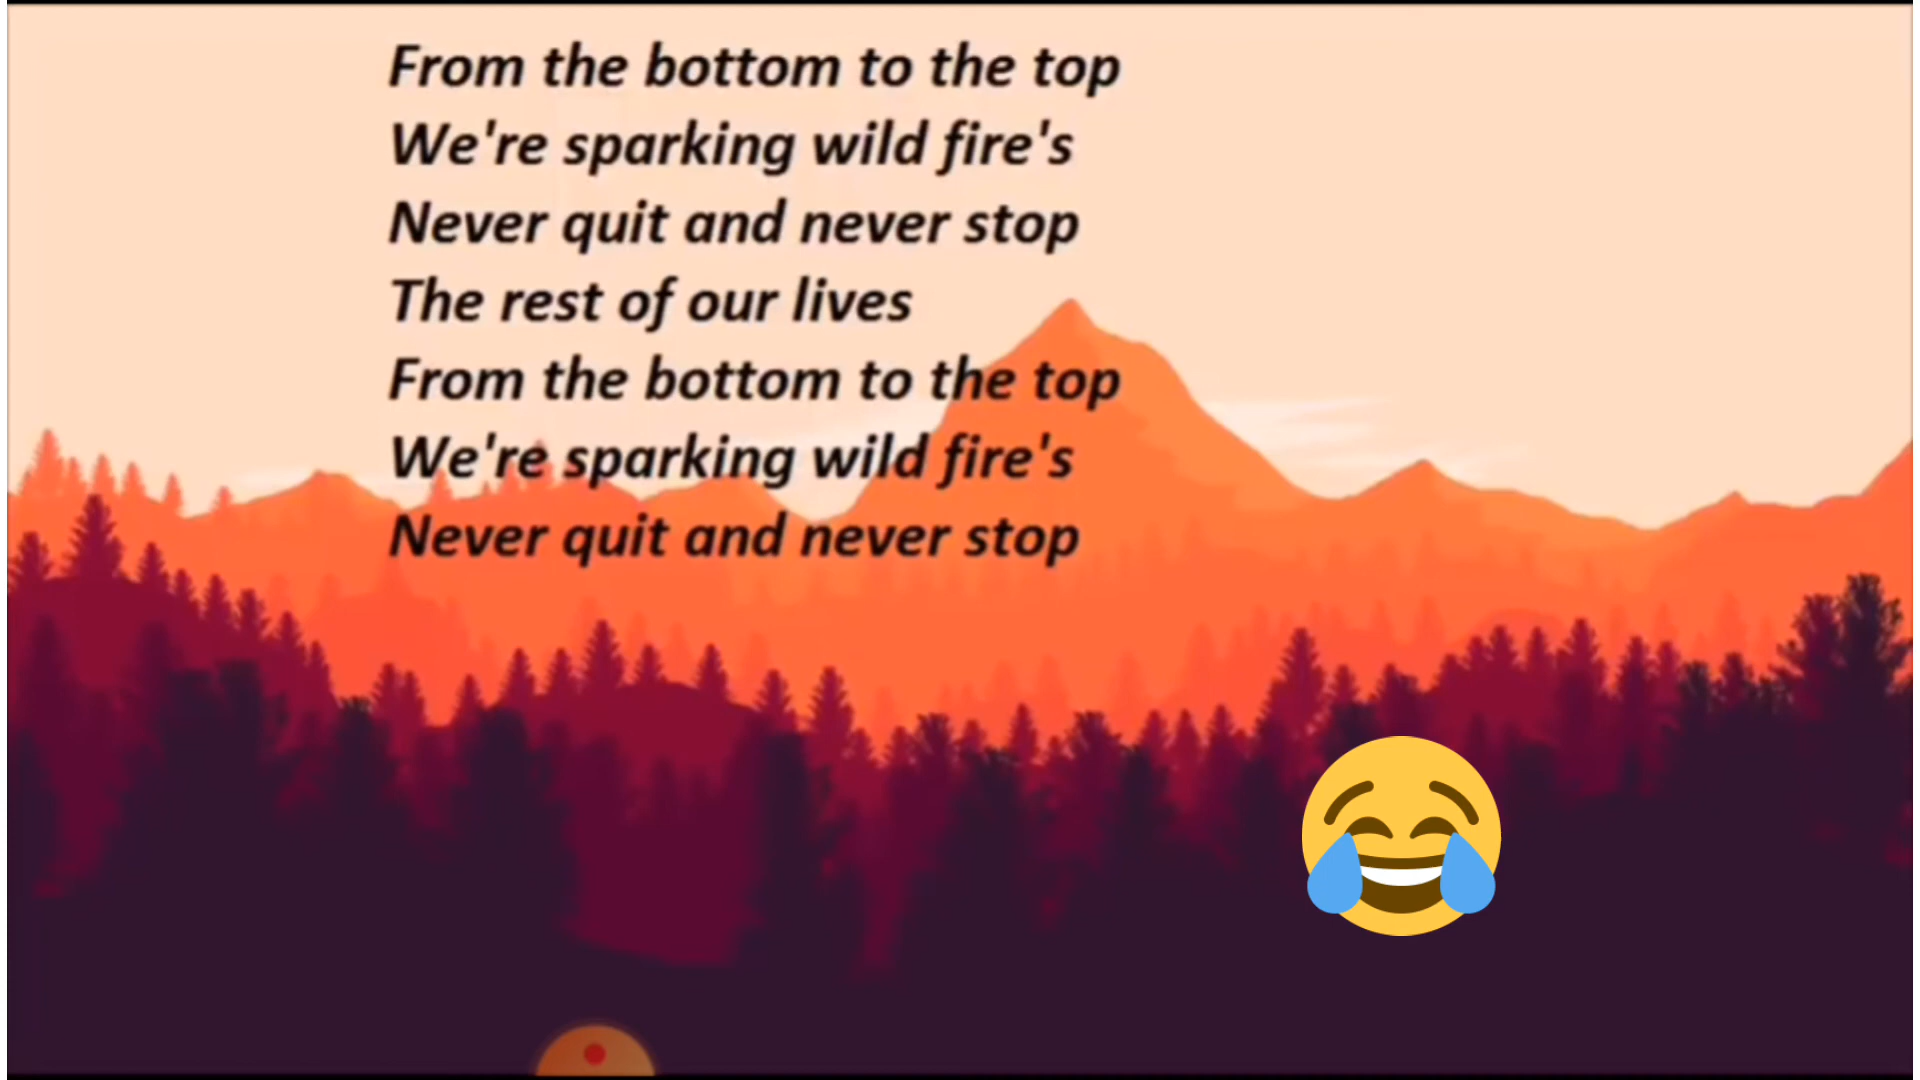 From the bottom to the top
We're sparking wild fire's
Never quit and never stop
The rest of our lives
From the bottom to the top
We're sparking wild fire's
Never quit and never stop